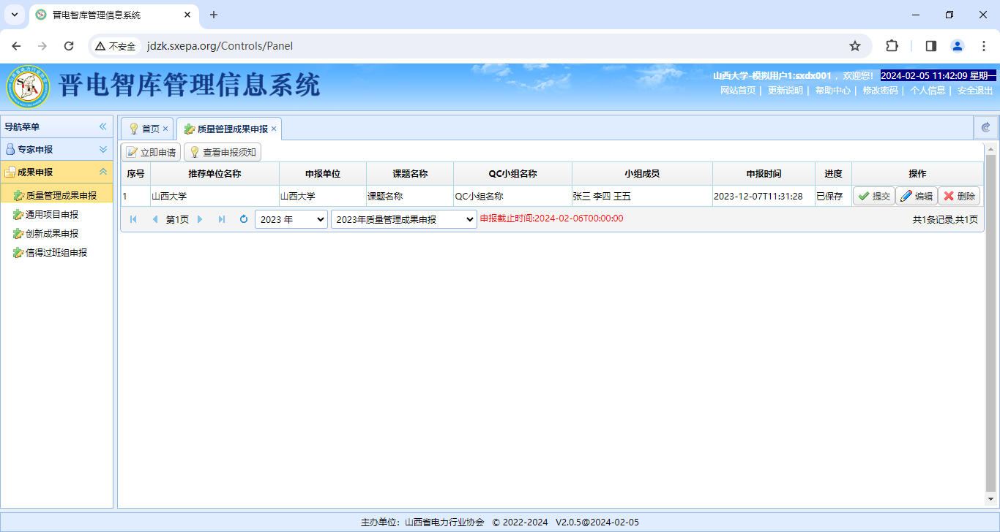 晋电智库管理信息系统
不安全 jdzk.sxepa.org/Controls/Panel
晋电智库管理信息系统
山西大学-模拟用户1:sxdx001 ，欢迎您! 2024-02-05 11:42:09 星期一
网站首页 | 更新说明 | 帮助中心 | 修改密码 | 个人信息 | 安全退出
导航菜单
专家申报
成果申报
质量管理成果申报
通用项目申报
创新成果申报
信得过班组申报
首页 × 质量管理成果申报 ×
立即申请 查看申报须知
序号 推荐单位名称 申报单位 课题名称 QC小组名称 小组成员 申报时间 进度 操作
1 山西大学 山西大学 课题名称 QC小组名称 张三 李四 王五 2023-12-07T11:31:28 已保存 提交 编辑 删除
第1页 2023 年 2023年质量管理成果申报 申报截止时间:2024-02-06T00:00:00 共1条记录,共1页
主办单位：山西省电力行业协会 © 2022-2024 V2.0.5@2024-02-05